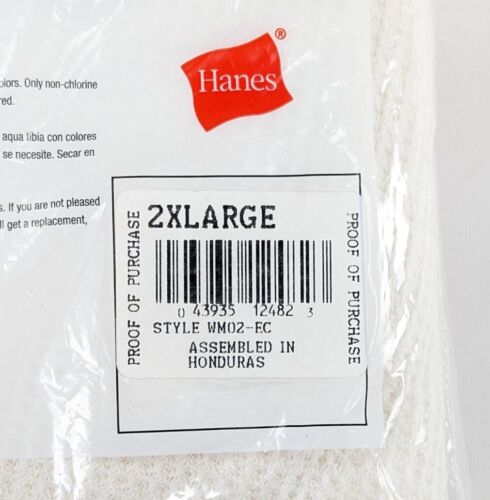 Hanes®
olors. Only non-chlorine
red.
aqua tibia con colores
se necesite. Secar en
s. If you are not pleased
ll get a replacement,
PROOF OF PURCHASE
2XLARGE
0 43935 12482 3
STYLE WM02-EC
ASSEMBLED IN
HONDURAS
PROOF OF PURCHASE